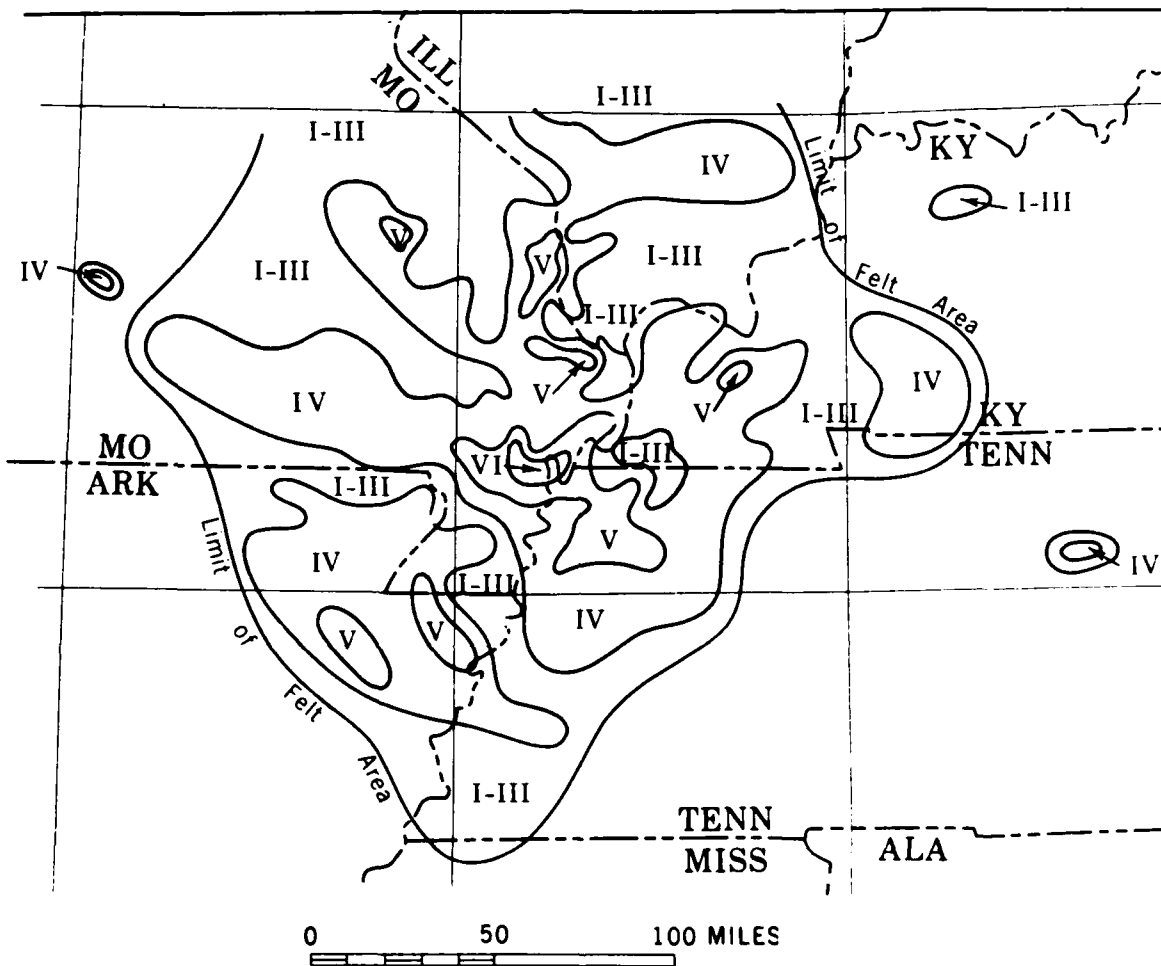 ILL
MO
I-III
I-III
KY
IV
I-III
V
IV
I-III
V
I-III
Limit of Felt Area
I-III
IV
V
V
IV
I-III
KY
TENN
MO
ARK
VI
I-III
I-III
IV
V
IV
I-III
IV
V
V
Limit of Felt Area
I-III
TENN
MISS
ALA
0 50 100 MILES